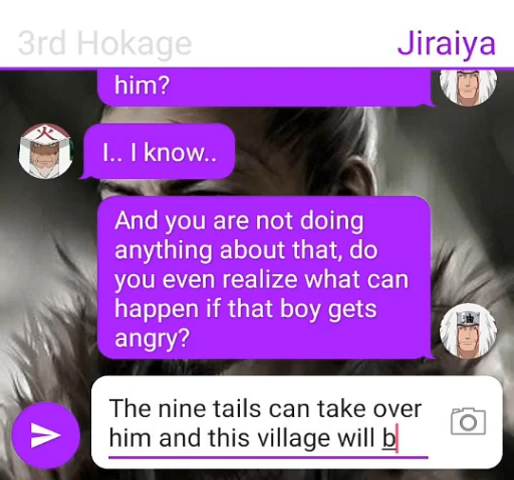 3rd Hokage
Jiraiya
him?
I.. I know..
And you are not doing
anything about that, do
you even realize what can
happen if that boy gets
angry?
The nine tails can take over
him and this village will b